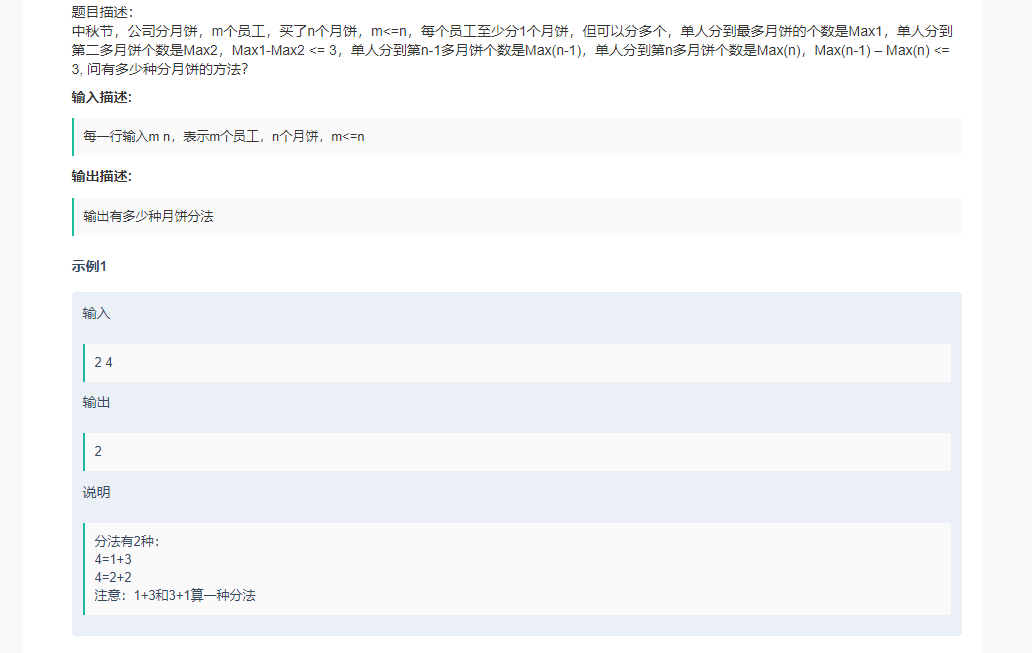 题目描述：
中秋节，公司分月饼，m个员工，买了n个月饼，m<=n，每个员工至少分1个月饼，但可以分多个，单人分到最多月饼的个数是Max1，单人分到
第二多月饼个数是Max2，Max1-Max2 <= 3，单人分到第n-1多月饼个数是Max(n-1)，单人分到第n多月饼个数是Max(n)，Max(n-1) – Max(n) <=
3, 问有多少种分月饼的方法？
输入描述:
每一行输入m n，表示m个员工，n个月饼，m<=n
输出描述:
输出有多少种月饼分法
示例1
输入
2 4
输出
2
说明
分法有2种：
4=1+3
4=2+2
注意：1+3和3+1算一种分法